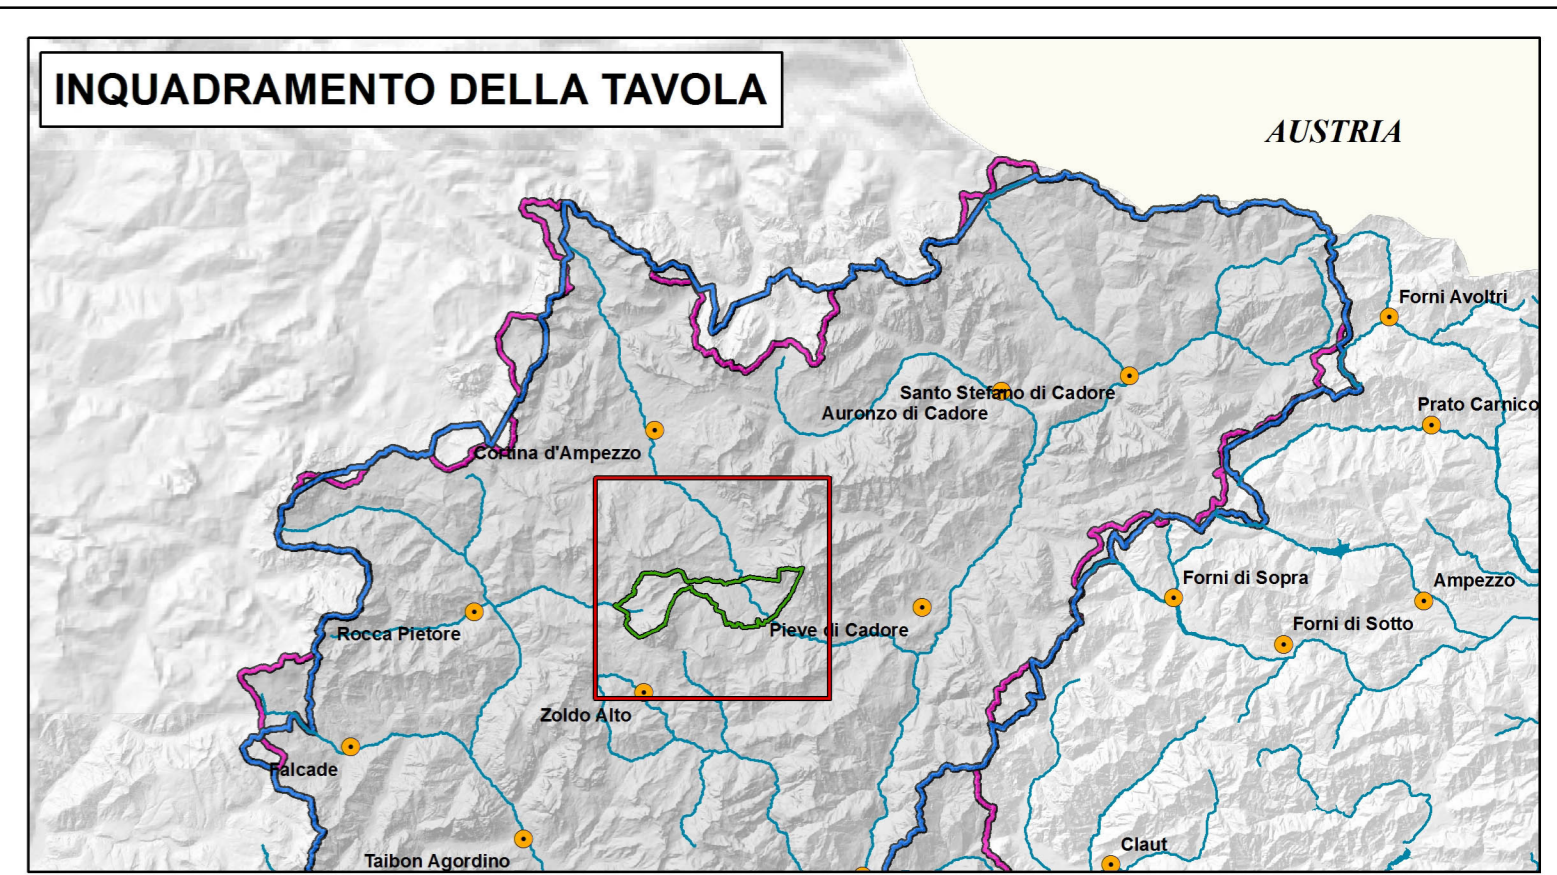 INQUADRAMENTO DELLA TAVOLA
AUSTRIA
Forni Avoltri
Santo Stefano di Cadore
Auronzo di Cadore
Prato Carnico
Cortina d'Ampezzo
Forni di Sopra
Ampezzo
Rocca Pietore
Pieve di Cadore
Forni di Sotto
Zoldo Alto
Falcade
Taibon Agordino
Claut